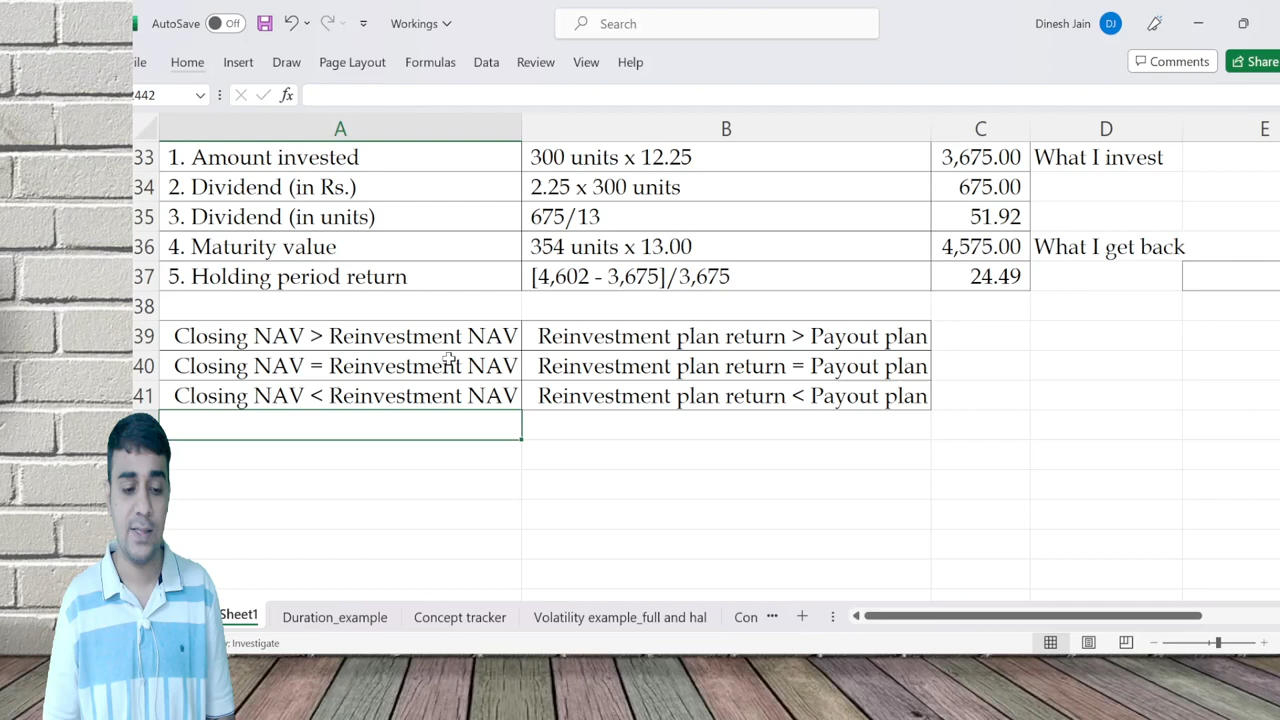 AutoSave Off Workings Search Dinesh Jain DJ
ile Home Insert Draw Page Layout Formulas Data Review View Help Comments Share
442 fx
A B C D E
33 1. Amount invested 300 units x 12.25 3,675.00 What I invest
34 2. Dividend (in Rs.) 2.25 x 300 units 675.00
35 3. Dividend (in units) 675/13 51.92
36 4. Maturity value 354 units x 13.00 4,575.00 What I get back
37 5. Holding period return [4,602 - 3,675]/3,675 24.49
38
39 Closing NAV > Reinvestment NAV Reinvestment plan return > Payout plan
40 Closing NAV = Reinvestment NAV Reinvestment plan return = Payout plan
41 Closing NAV < Reinvestment NAV Reinvestment plan return < Payout plan
Sheet1 Duration_example Concept tracker Volatility example_full and hal Con
y: Investigate